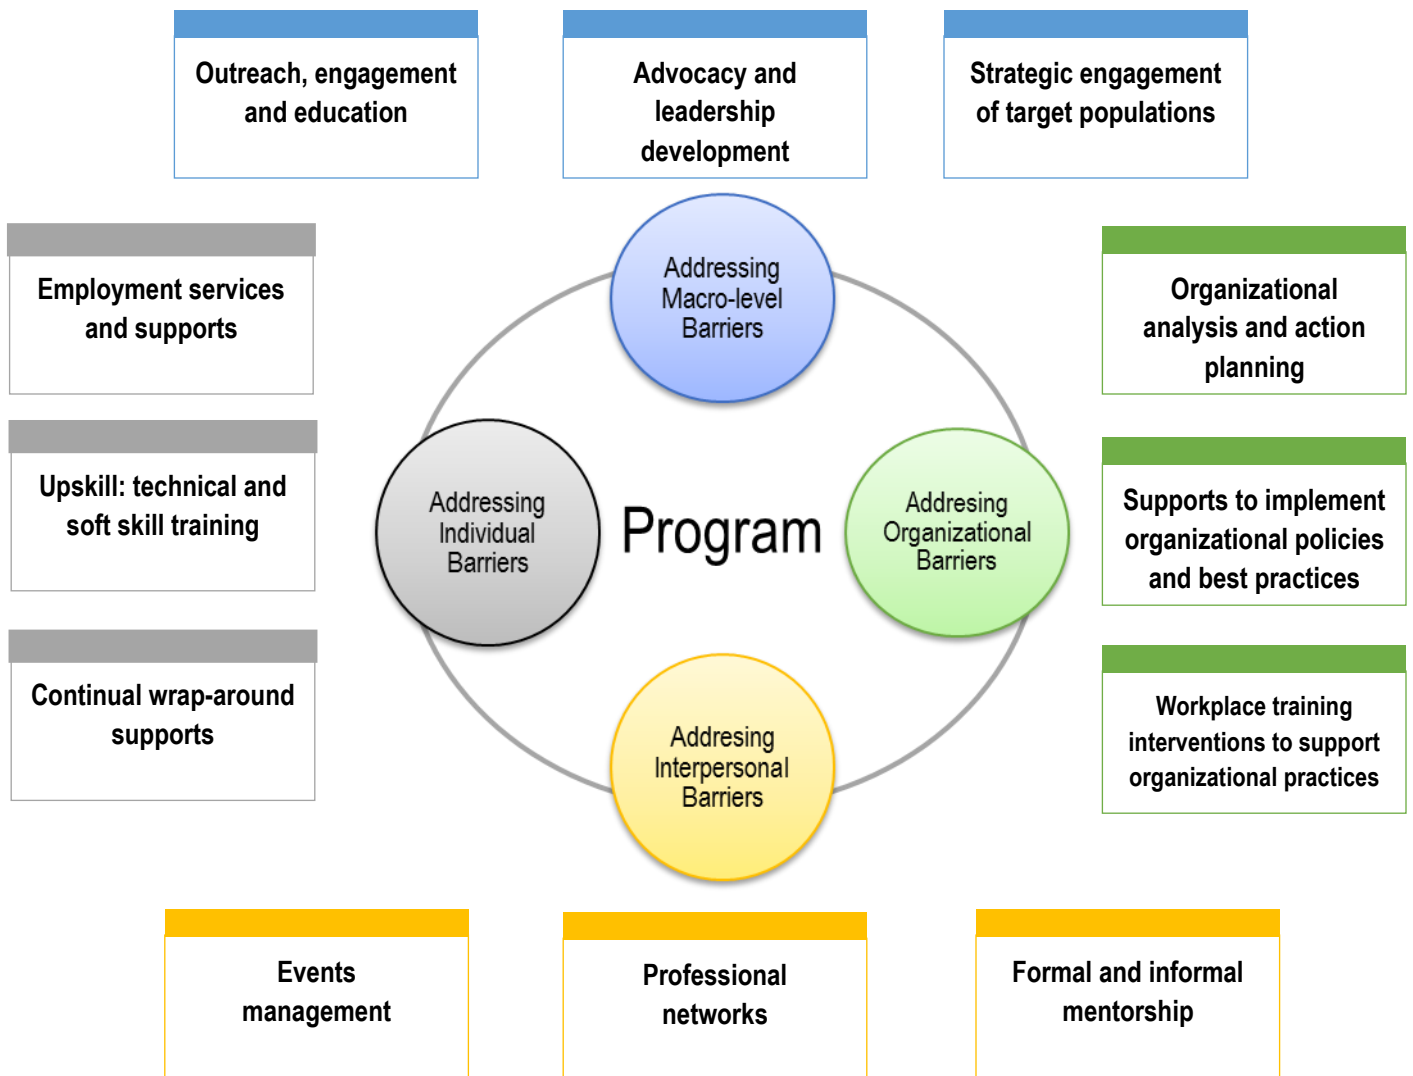 Outreach, engagement
and education
Advocacy and
leadership
development
Strategic engagement
of target populations
Employment services
and supports
Upskill: technical and
soft skill training
Continual wrap-around
supports
Addressing
Macro-level
Barriers
Addressing
Individual
Barriers
Program
Addresing
Organizational
Barriers
Addresing
Interpersonal
Barriers
Organizational
analysis and action
planning
Supports to implement
organizational policies
and best practices
Workplace training
interventions to support
organizational practices
Events
management
Professional
networks
Formal and informal
mentorship